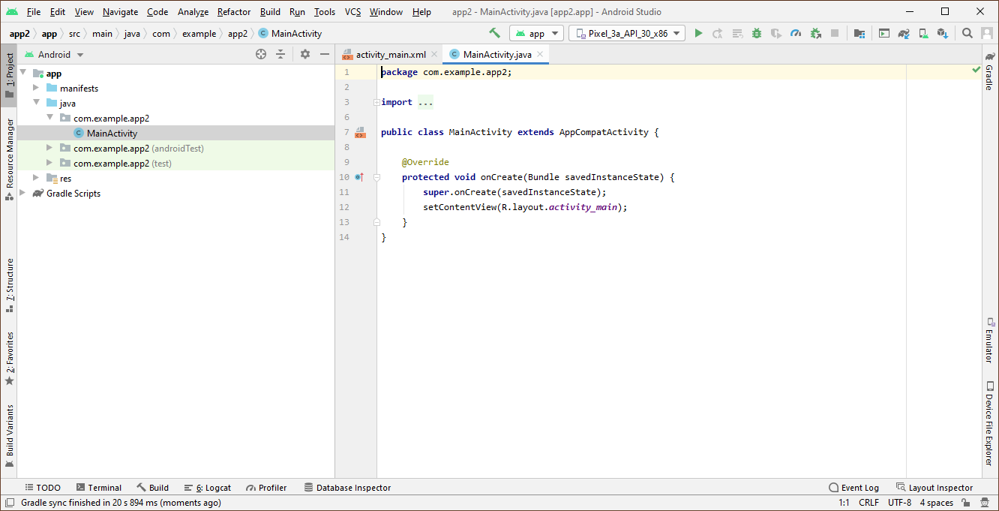 File Edit View Navigate Code Analyze Refactor Build Run Tools VCS Window Help app2 - MainActivity.java [app2.app] - Android Studio
app2 app src main java com example app2 C MainActivity app Pixel_3a_API_30_x86
Android
activity_main.xml C MainActivity.java
1: Project
Resource Manager
7: Structure
2: Favorites
Build Variants
app
manifests
java
com.example.app2
C MainActivity
com.example.app2 (androidTest)
com.example.app2 (test)
res
Gradle Scripts
1 package com.example.app2;
2
3 import ...
6
7 public class MainActivity extends AppCompatActivity {
8
9 @Override
10 protected void onCreate(Bundle savedInstanceState) {
11 super.onCreate(savedInstanceState);
12 setContentView(R.layout.activity_main);
13 }
14 }
Gradle
Emulator
Device File Explorer
TODO Terminal Build 6: Logcat Profiler Database Inspector Event Log Layout Inspector
Gradle sync finished in 20 s 894 ms (moments ago) 1:1 CRLF UTF-8 4 spaces